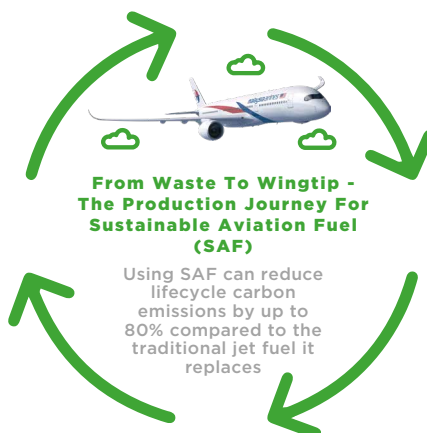 From Waste To Wingtip -
The Production Journey For
Sustainable Aviation Fuel
(SAF)
Using SAF can reduce
lifecycle carbon
emissions by up to
80% compared to the
traditional jet fuel it
replaces